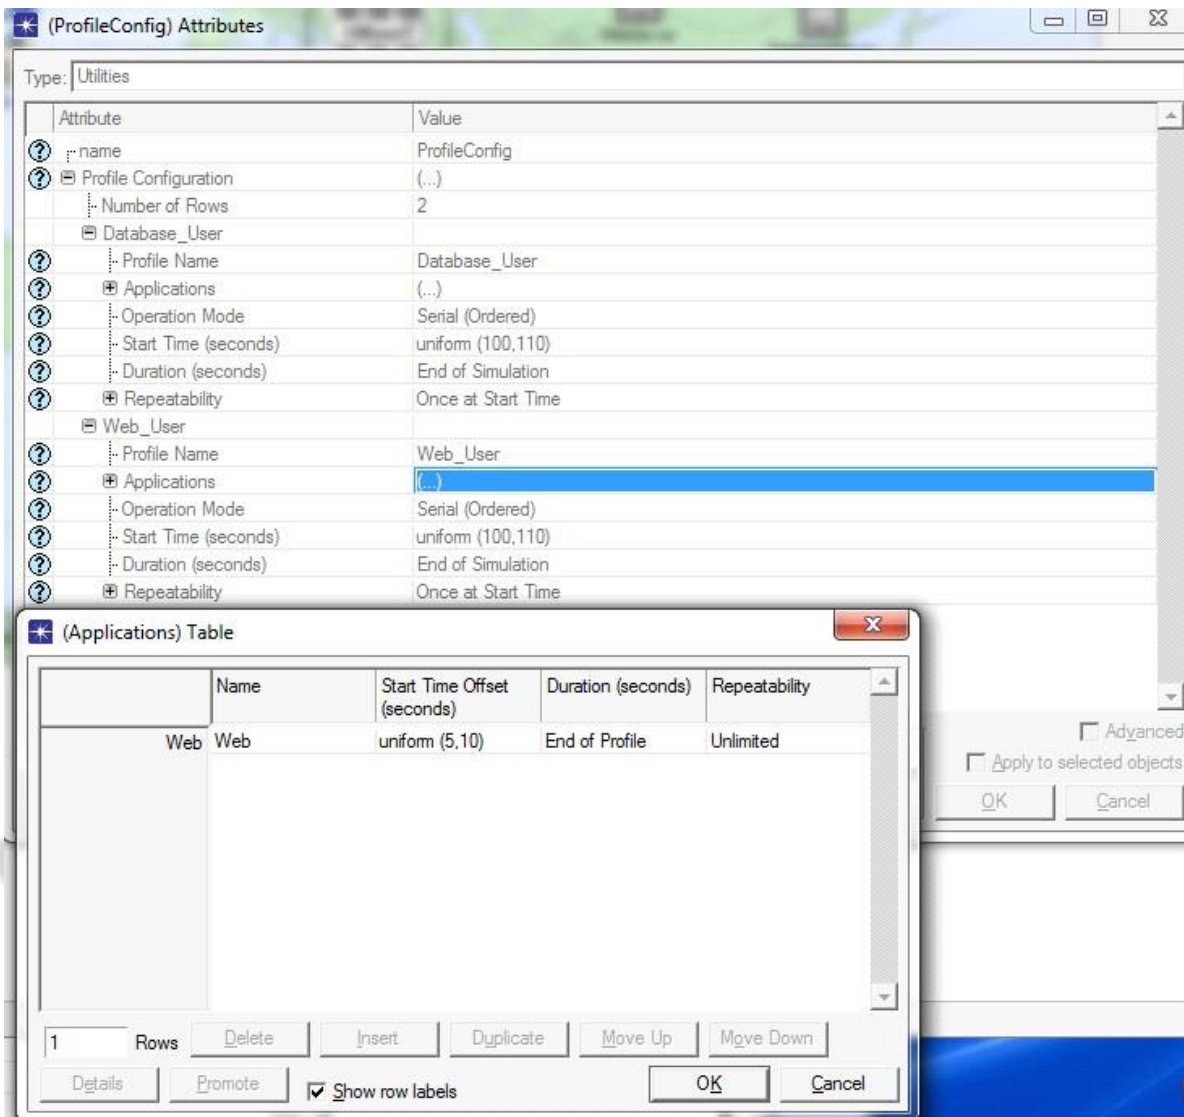 (ProfileConfig) Attributes
Type: Utilities
Attribute Value
name ProfileConfig
Profile Configuration (...)
Number of Rows 2
Database_User
Profile Name Database_User
Applications (...)
Operation Mode Serial (Ordered)
Start Time (seconds) uniform (100,110)
Duration (seconds) End of Simulation
Repeatability Once at Start Time
Web_User
Profile Name Web_User
Applications (...)
Operation Mode Serial (Ordered)
Start Time (seconds) uniform (100,110)
Duration (seconds) End of Simulation
Repeatability Once at Start Time
Advanced
Apply to selected objects
OK Cancel
(Applications) Table
Name Start Time Offset (seconds) Duration (seconds) Repeatability
Web Web uniform (5,10) End of Profile Unlimited
1 Rows Delete Insert Duplicate Move Up Move Down
Details Promote Show row labels OK Cancel